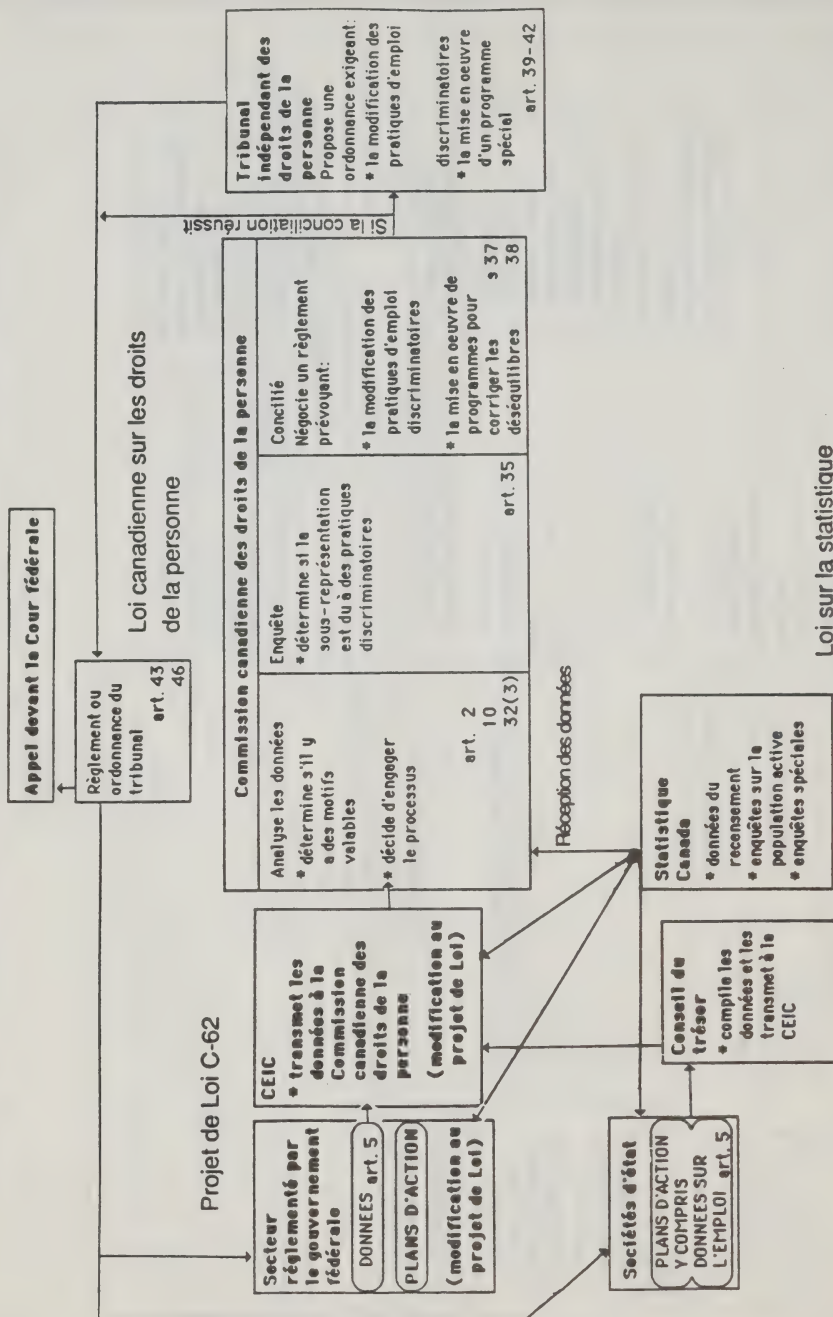 Appel devant la Cour fédérale
Règlement ou
ordonnance du
tribunal
art. 43
46
Loi canadienne sur les droits
de la personne
Projet de Loi C-62
Secteur
réglementé par
le gouvernement
fédérale
DONNEES art. 5
PLANS D'ACTION
(modification au
projet de Loi)
CEIC
* transmet les
données à la
Commission
canadienne des
droits de la
personne
(modification au
projet de Loi)
Commission canadienne des droits de la personne
Analyse les données
* détermine s'il y
a des motifs
valables
* décide d'engager
le processus
art. 2
10
32(3)
Enquête
* détermine si la
sous-représentation
est du à des pratiques
discriminatoires
art. 35
Concilié
Négocie un règlement
prévoyant:
* la modification des
pratiques d'emploi
discriminatoires
* la mise en oeuvre de
programmes pour
corriger les
déséquilibres
s 37
38
Si la conciliation réussit
Tribunal
indépendant des
droits de la
personne
Propose une
ordonnance exigeant:
* la modification des
pratiques d'emploi
discriminatoires
* la mise en oeuvre
d'un programme
spécial
art. 39-42
Réception des données
Sociétés d'état
PLANS D'ACTION
Y COMPRIS
DONNEES SUR
L'EMPLOI art. 5
Conseil du
trésor
* compile les
données et les
transmet à la
CEIC
Statistique
Canada
* données du
recensement
* enquêtes sur la
population active
* enquêtes spéciales
Loi sur la statistique